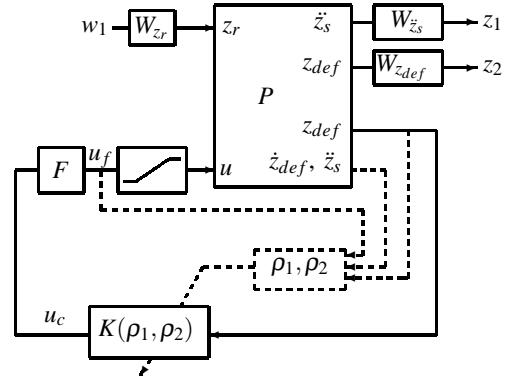 w₁ W_{z_r} z_r z̈_s W_{z̈_s} z₁
z_{def} W_{z_{def}} z₂
P
z_{def}
F u_f u ż_{def}, z̈_s
ρ₁, ρ₂
u_c K(ρ₁, ρ₂)